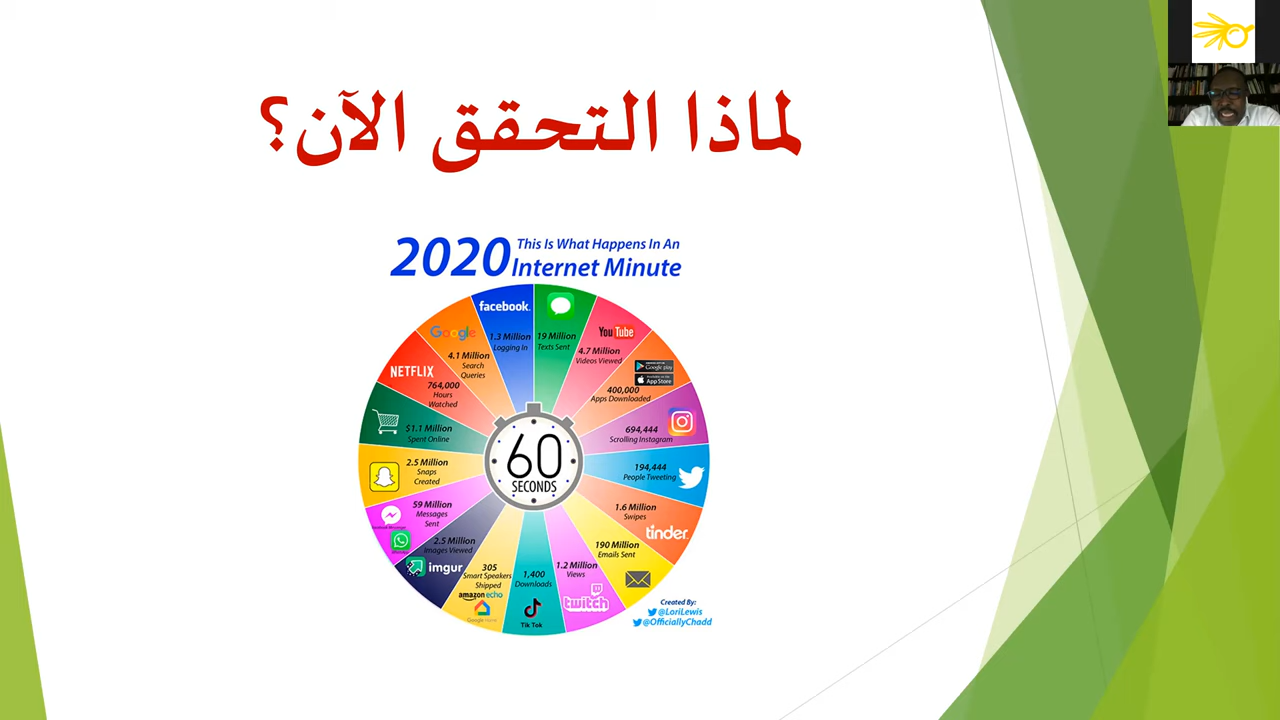 لماذا التحقق الآن؟
2020 This Is What Happens In An
Internet Minute
facebook.
1.3 Million
Logging In
19 Million
Texts Sent
YouTube
4.7 Million
Videos Viewed
Google play
App Store
400,000
Apps Downloaded
694,444
Scrolling Instagram
194,444
People Tweeting
1.6 Million
Swipes
tinder
190 Million
Emails Sent
1.2 Million
Views
twitch
1,400
Downloads
Tik Tok
305
Smart Speakers
Shipped
amazon echo
Google Home
2.5 Million
Images Viewed
imgur
59 Million
Messages
Sent
2.5 Million
Snaps
Created
$1.1 Million
Spent Online
NETFLIX
764,000
Hours
Watched
Google
4.1 Million
Search
Queries
60
SECONDS
Created By:
@LoriLewis
@OfficiallyChadd